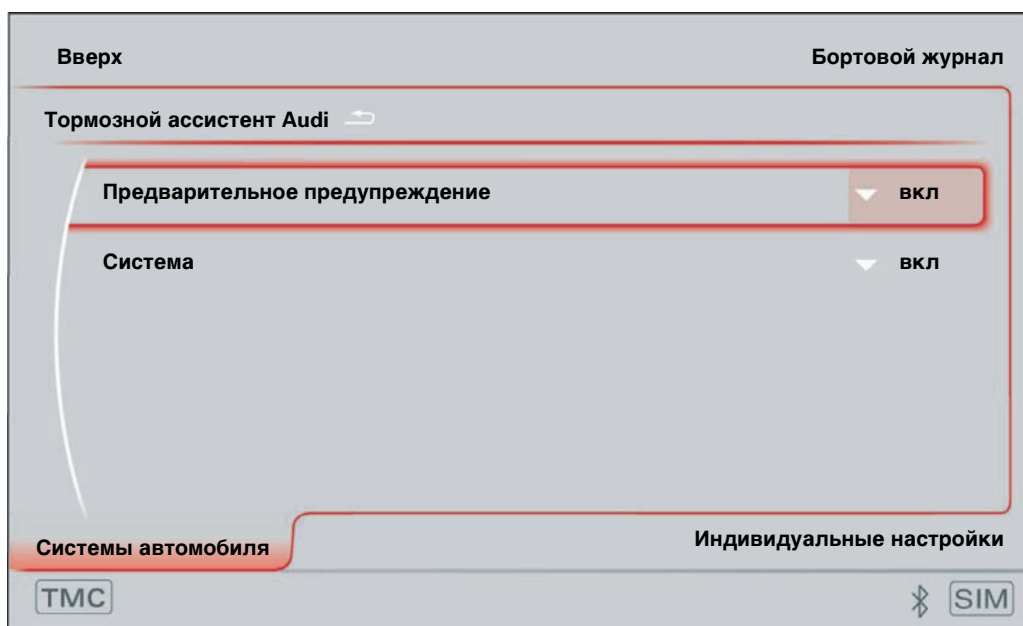 Вверх Бортовой журнал
Тормозной ассистент Audi
Предварительное предупреждение вкл
Система вкл
Системы автомобиля Индивидуальные настройки
TMC SIM